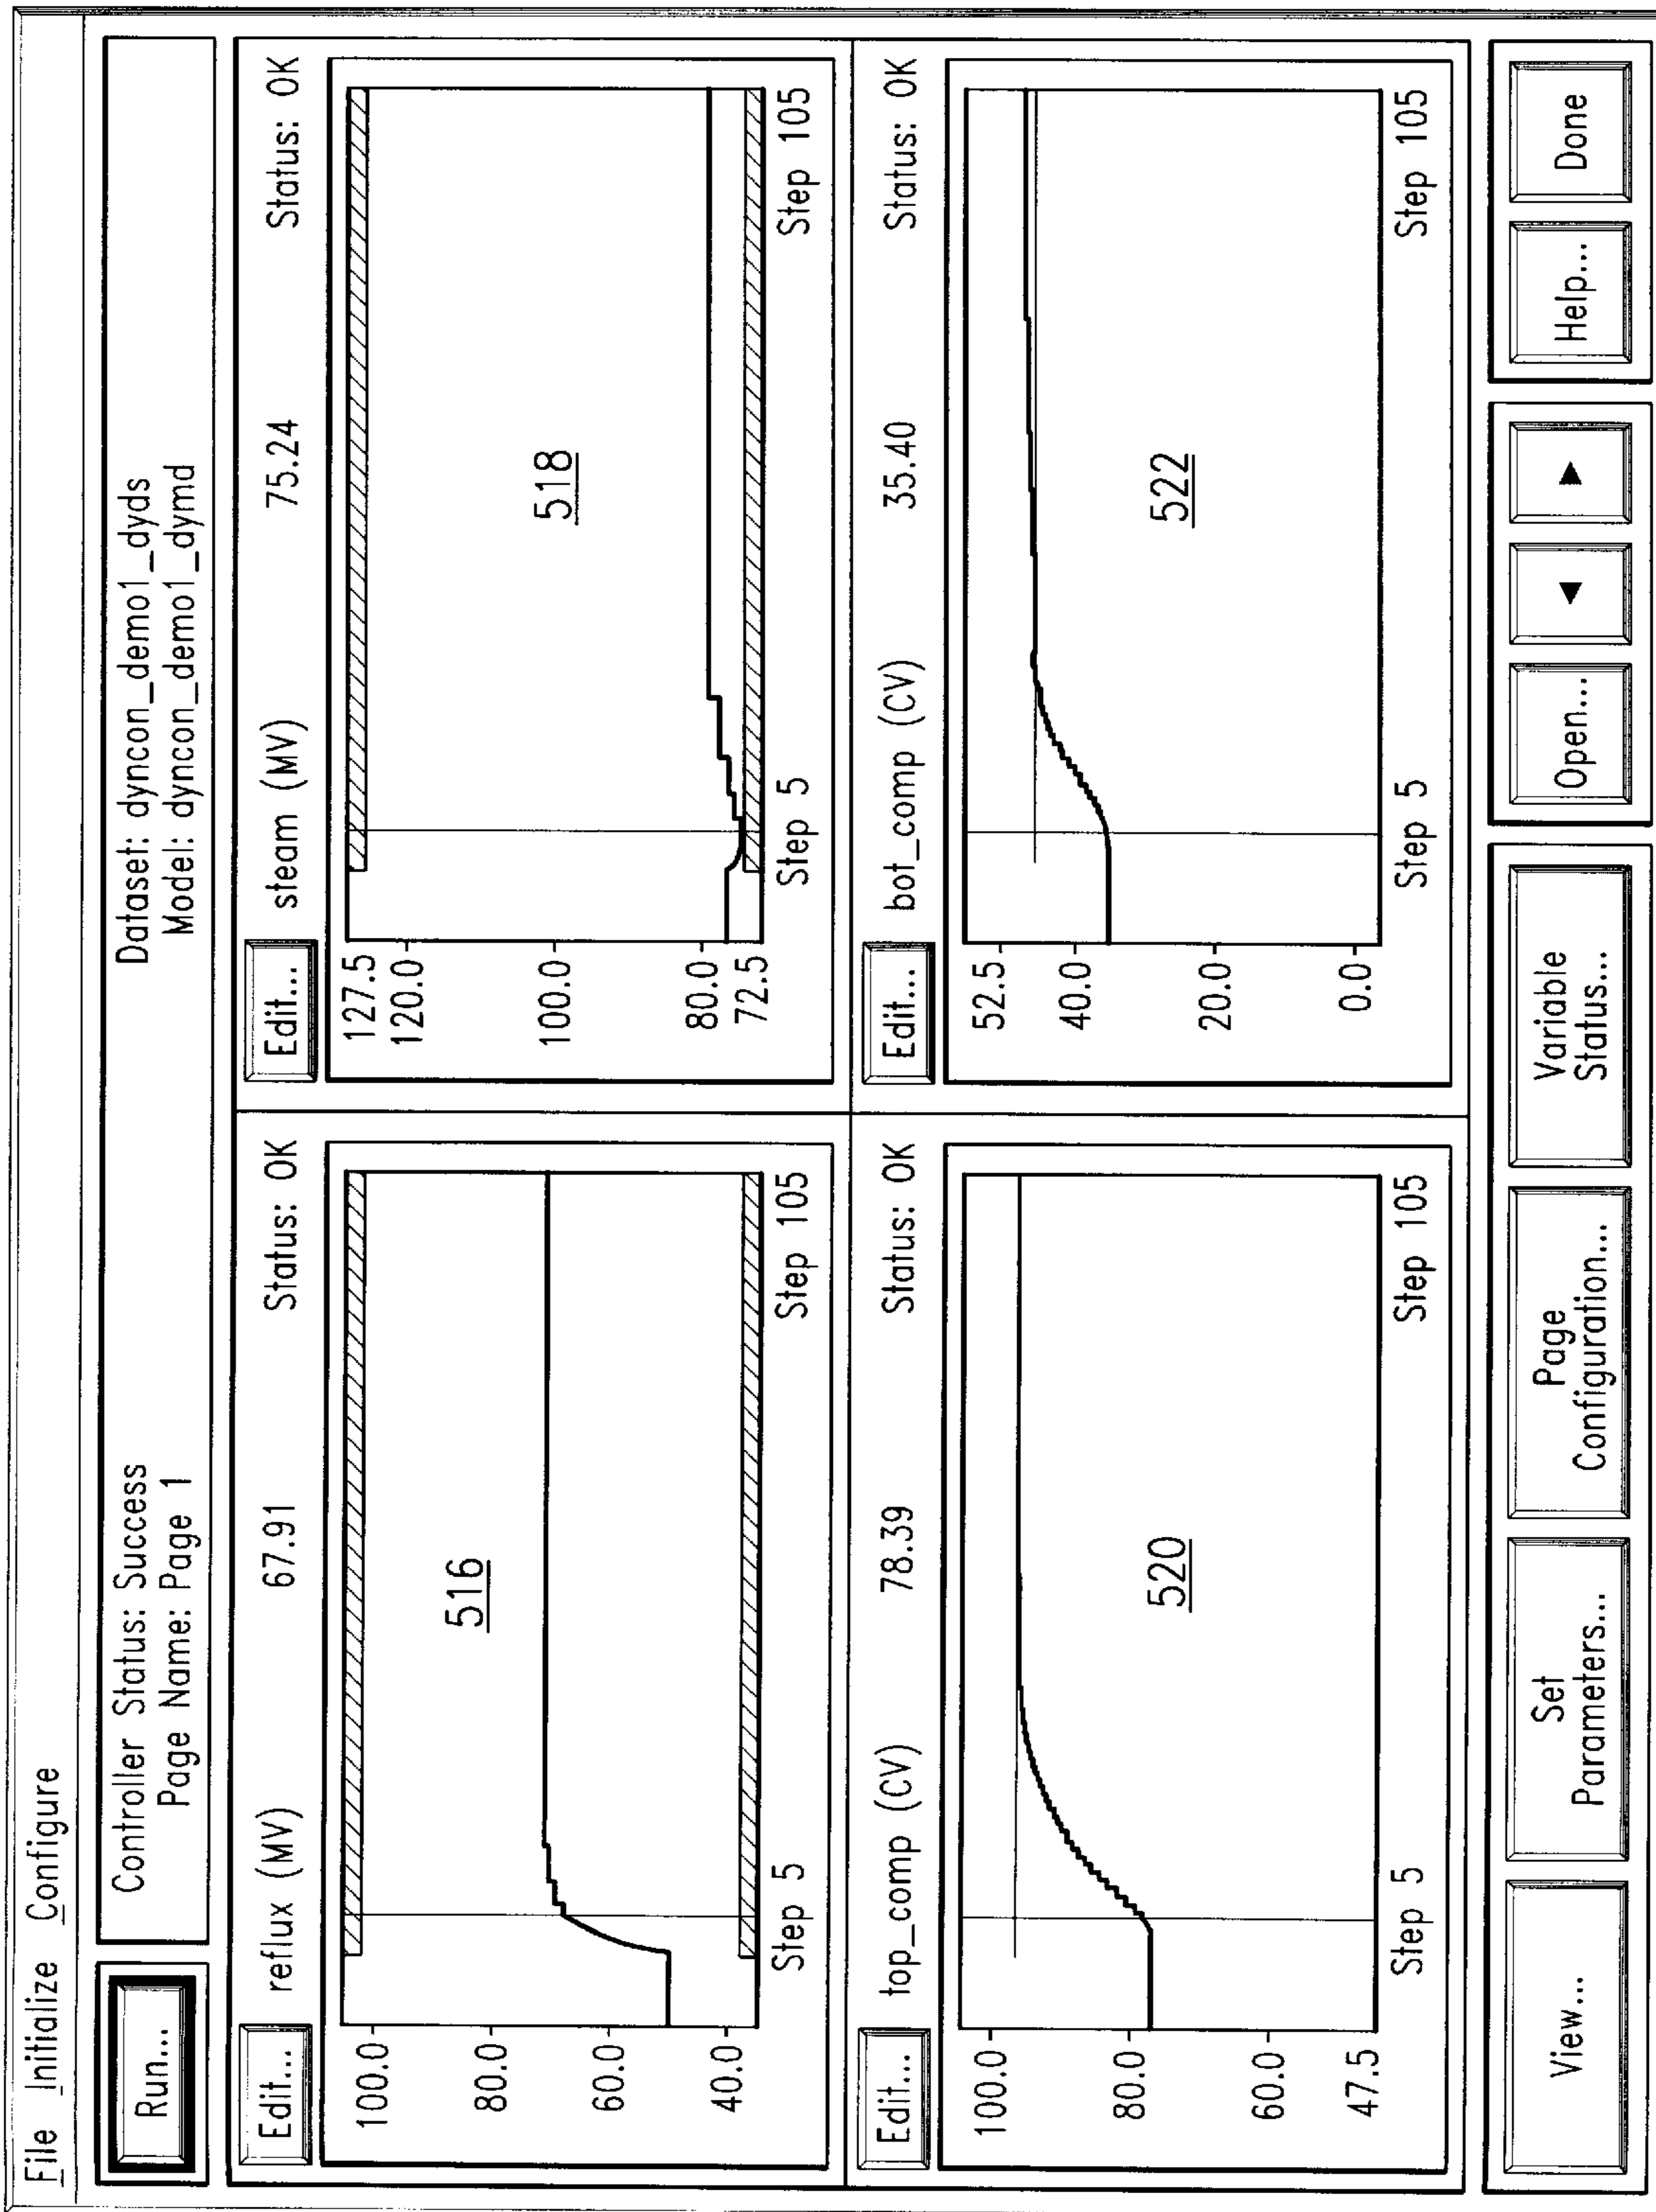 File Initialize Configure
Run...
Controller Status: Success
Page Name: Page 1
Dataset: dyncon_demo1_dyds
Model: dyncon_demo1_dymd
Edit... reflux (MV) 67.91 Status: OK
100.0
80.0
60.0
40.0
516
Step 5 Step 105
Edit... steam (MV) 75.24 Status: OK
127.5
120.0
100.0
80.0
72.5
518
Step 5 Step 105
Edit... top_comp (CV) 78.39 Status: OK
100.0
80.0
60.0
47.5
520
Step 5 Step 105
Edit... bot_comp (CV) 35.40 Status: OK
52.5
40.0
20.0
0.0
522
Step 5 Step 105
View...
Set
Parameters...
Page
Configuration...
Variable
Status...
Open...
Help...
Done